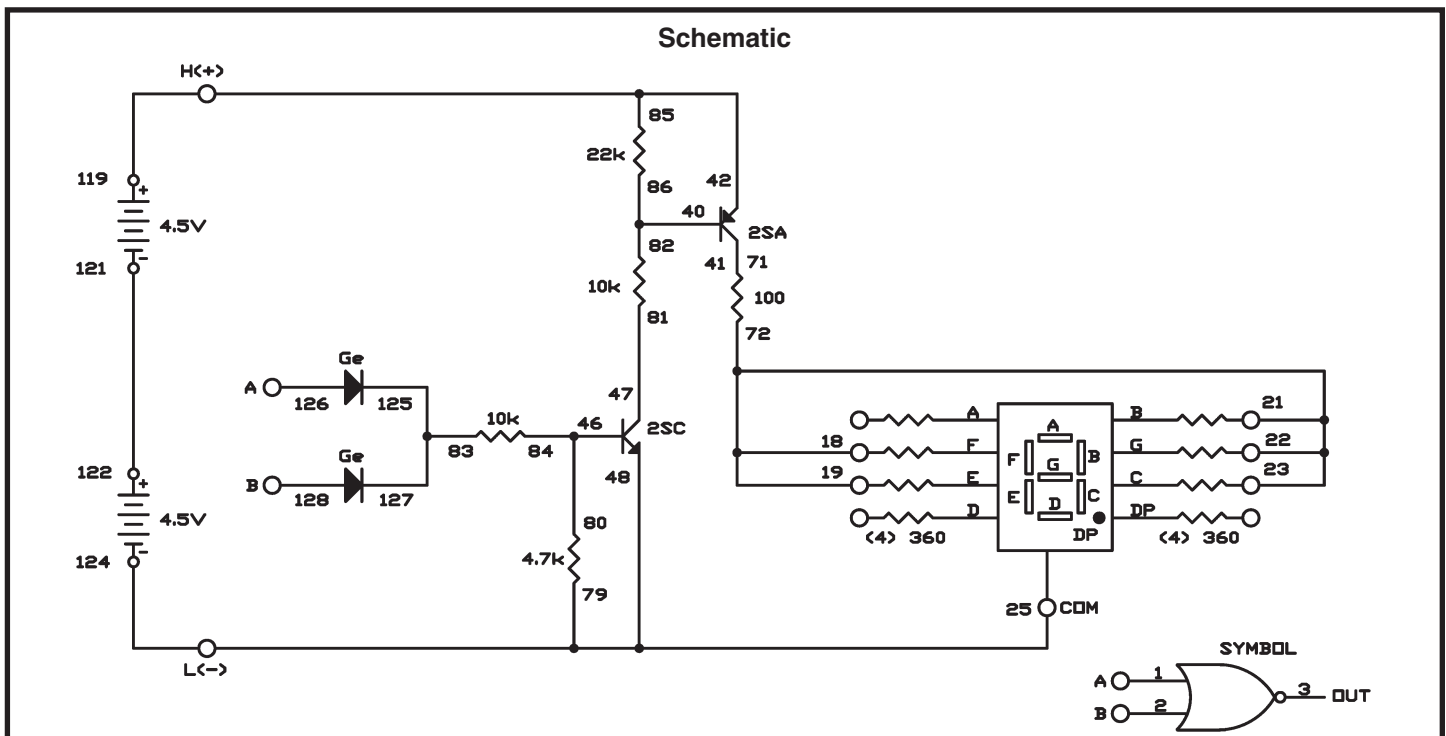 Schematic
H(+)
85
22k
86
42
119
+
40
4.5V
2SA
82
-
121
41
71
10k
100
81
72
Ge
A
47
126
125
10k
46
2SC
21
A
B
18
F
A
G
22
83
84
Ge
F
B
G
48
19
E
C
23
122
+
B
128
127
E
C
D
D
DP
80
4.5V
DP
(4) 360
(4) 360
4.7k
-
124
79
25
COM
SYMBOL
L(-)
A
1
3
OUT
B
2